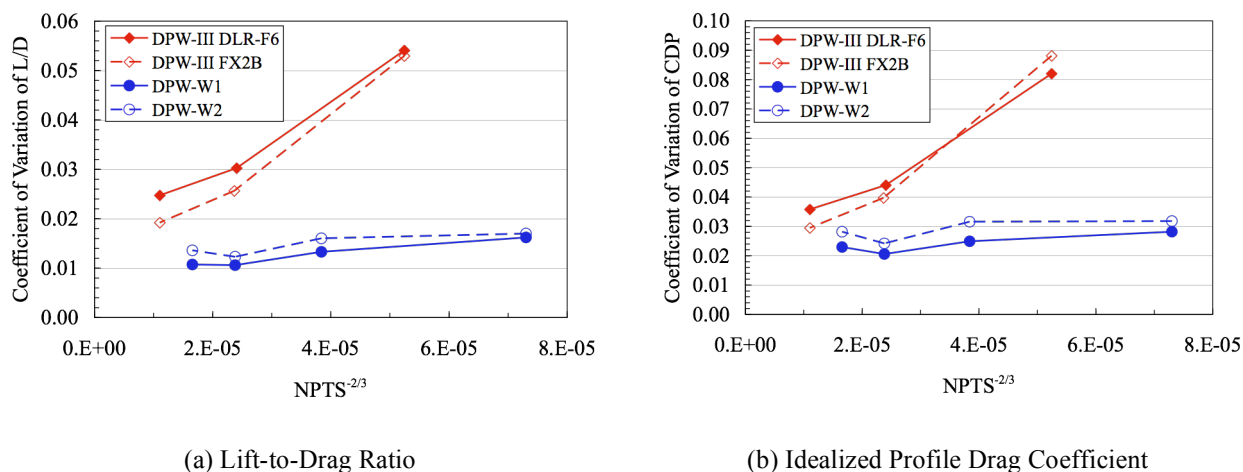 0.06
0.05
0.04
0.03
0.02
0.01
0.00
Coefficient of Variation of L/D
DPW-III DLR-F6
DPW-III FX2B
DPW-W1
DPW-W2
0.E+00
2.E-05
4.E-05
6.E-05
8.E-05
NPTS-2/3
(a) Lift-to-Drag Ratio
0.10
0.09
0.08
0.07
0.06
0.05
0.04
0.03
0.02
0.01
0.00
Coefficient of Variation of CDP
DPW-III DLR-F6
DPW-III FX2B
DPW-W1
DPW-W2
0.E+00
2.E-05
4.E-05
6.E-05
8.E-05
NPTS-2/3
(b) Idealized Profile Drag Coefficient